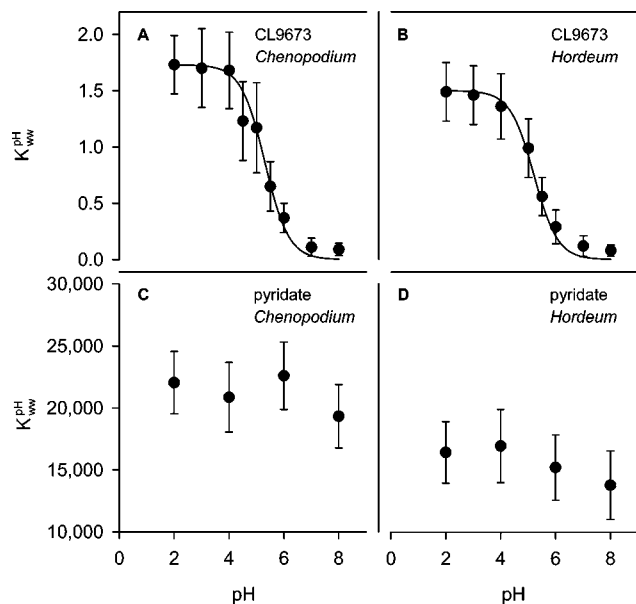 A
CL9673
Chenopodium
B
CL9673
Hordeum
2.0
1.5
1.0
0.5
0.0
K_ww^pH
C
pyridate
Chenopodium
D
pyridate
Hordeum
30,000
25,000
20,000
15,000
10,000
K_ww^pH
0 2 4 6 8
0 2 4 6 8
pH
pH